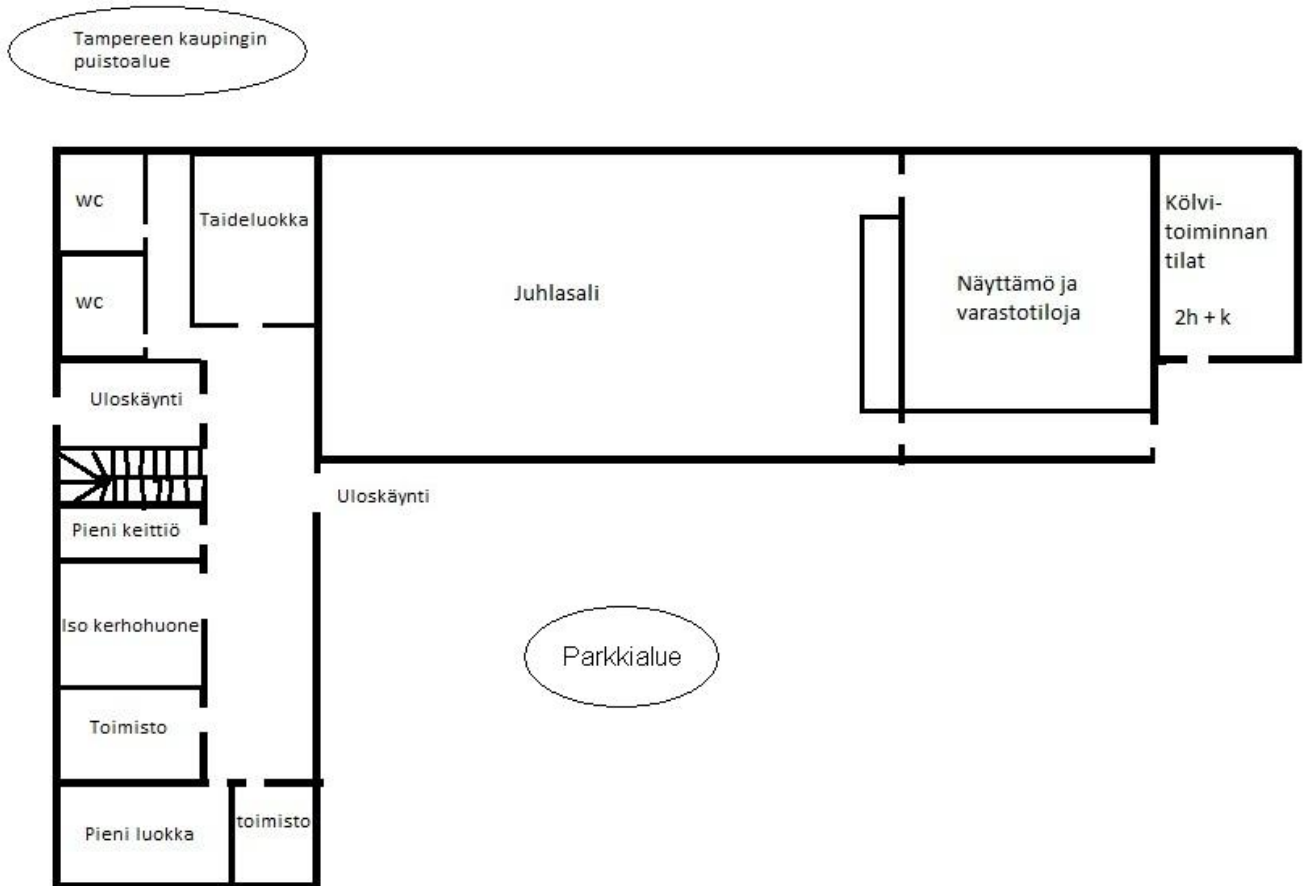 Tampereen kaupingin
puistoalue
wc
Taideluokka
Kölvi-
toiminnan
tilat
2h + k
wc
Juhlasali
Näyttämö ja
varastotiloja
Uloskäynti
Uloskäynti
Pieni keittiö
Iso kerhohuone
Parkkialue
Toimisto
Pieni luokka
toimisto